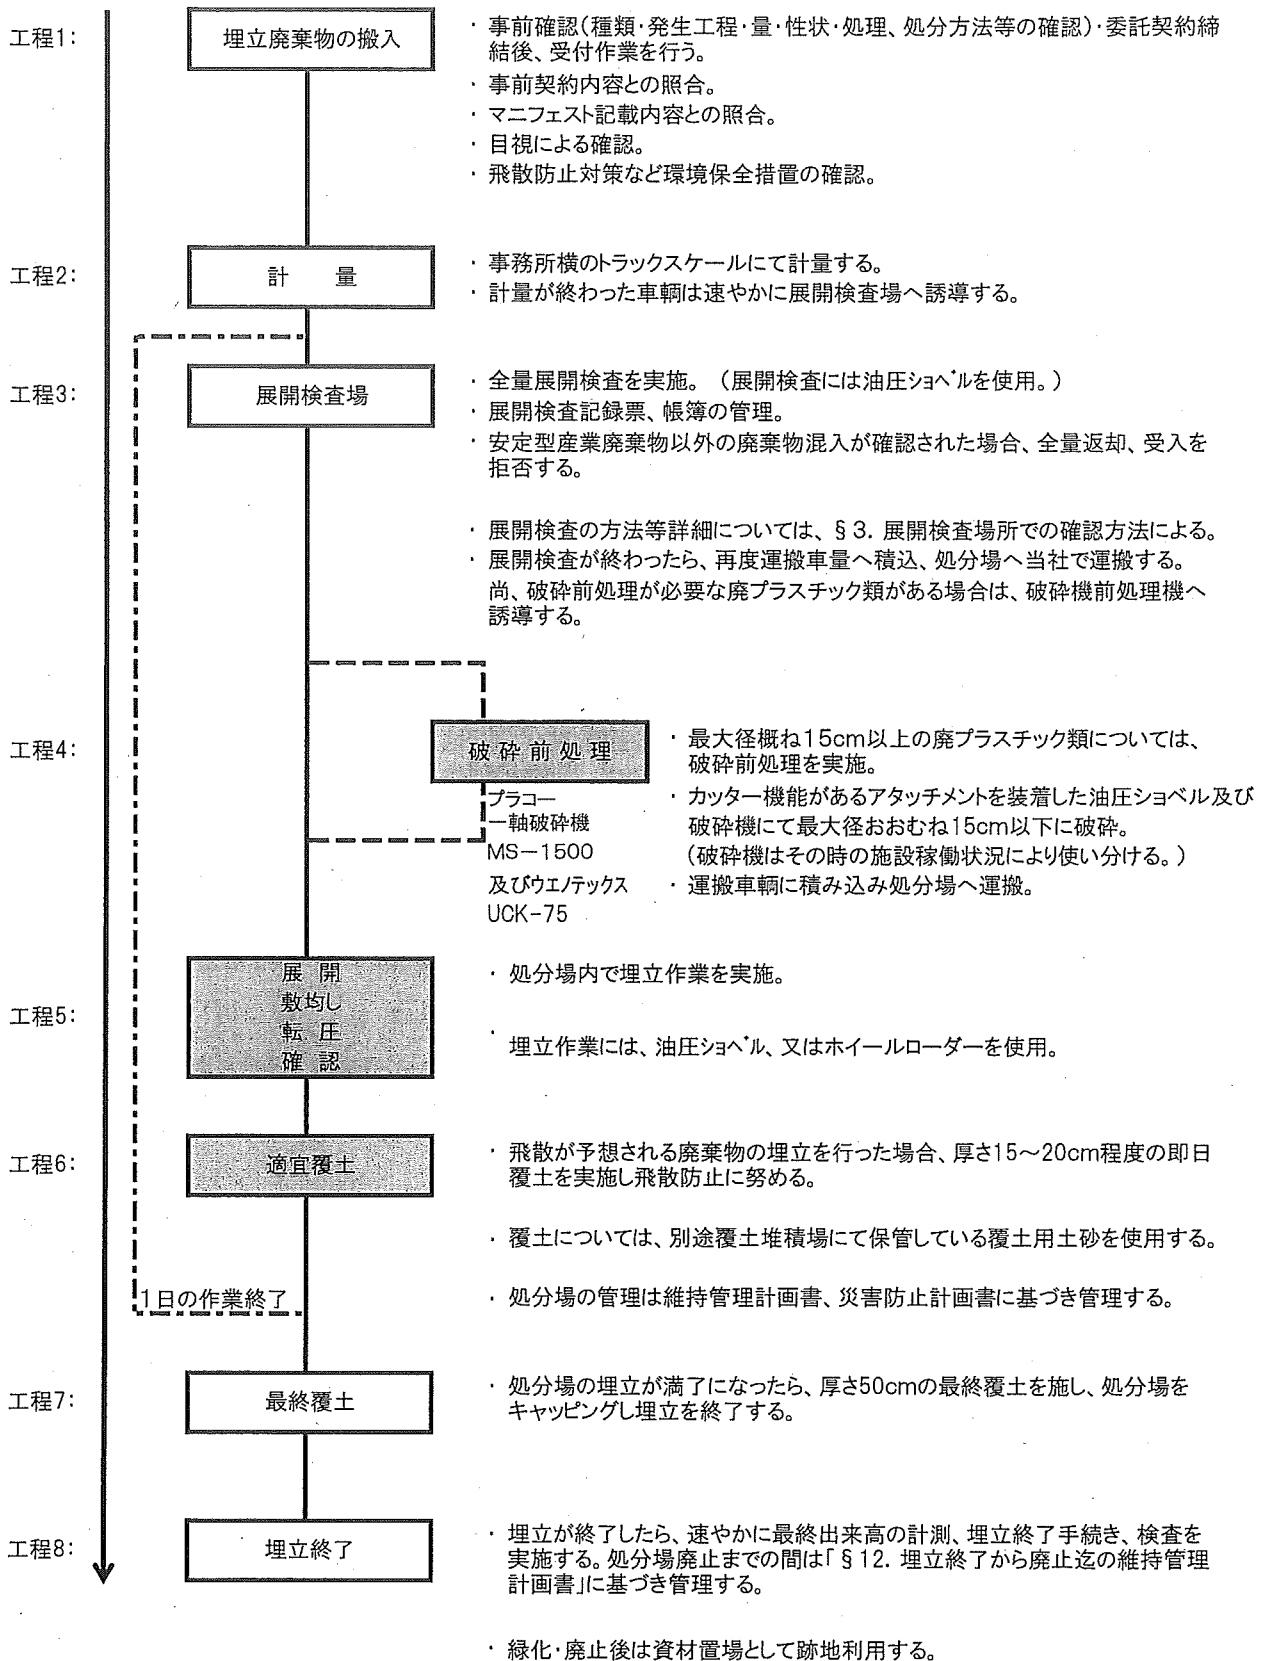 工程1:
埋立廃棄物の搬入
・ 事前確認（種類・発生工程・量・性状・処理、処分方法等の確認）・委託契約締
結後、受付作業を行う。
・ 事前契約内容との照合。
・ マニフェスト記載内容との照合。
・ 目視による確認。
・ 飛散防止対策など環境保全措置の確認。
工程2:
計　　量
・ 事務所横のトラックスケールにて計量する。
・ 計量が終わった車輌は速やかに展開検査場へ誘導する。
工程3:
展開検査場
・ 全量展開検査を実施。（展開検査には油圧ｼｮﾍﾞﾙを使用。）
・ 展開検査記録票、帳簿の管理。
・ 安定型産業廃棄物以外の廃棄物混入が確認された場合、全量返却、受入を
拒否する。
・ 展開検査の方法等詳細については、§3. 展開検査場所での確認方法による。
・ 展開検査が終わったら、再度運搬車量へ積込、処分場へ当社で運搬する。
尚、破砕前処理が必要な廃プラスチック類がある場合は、破砕機前処理機へ
誘導する。
工程4:
破砕前処理
プラコー
一軸破砕機
MS－1500
及びウエノテックス
UCK-75
・ 最大径概ね15cm以上の廃プラスチック類については、
破砕前処理を実施。
・ カッター機能があるアタッチメントを装着した油圧ショベル及び
破砕機にて最大径おおむね15cm以下に破砕。
（破砕機はその時の施設稼働状況により使い分ける。）
・ 運搬車輌に積み込み処分場へ運搬。
工程5:
展　開
敷均し
転　圧
確　認
・ 処分場内で埋立作業を実施。
・ 埋立作業には、油圧ｼｮﾍﾞﾙ、又はホイールローダーを使用。
工程6:
適宜覆土
・ 飛散が予想される廃棄物の埋立を行った場合、厚さ15～20cm程度の即日
覆土を実施し飛散防止に努める。
・ 覆土については、別途覆土堆積場にて保管している覆土用土砂を使用する。
1日の作業終了
・ 処分場の管理は維持管理計画書、災害防止計画書に基づき管理する。
工程7:
最終覆土
・ 処分場の埋立が満了になったら、厚さ50cmの最終覆土を施し、処分場を
キャッピングし埋立を終了する。
工程8:
埋立終了
・ 埋立が終了したら、速やかに最終出来高の計測、埋立終了手続き、検査を
実施する。処分場廃止までの間は「§12. 埋立終了から廃止迄の維持管理
計画書」に基づき管理する。
・ 緑化・廃止後は資材置場として跡地利用する。